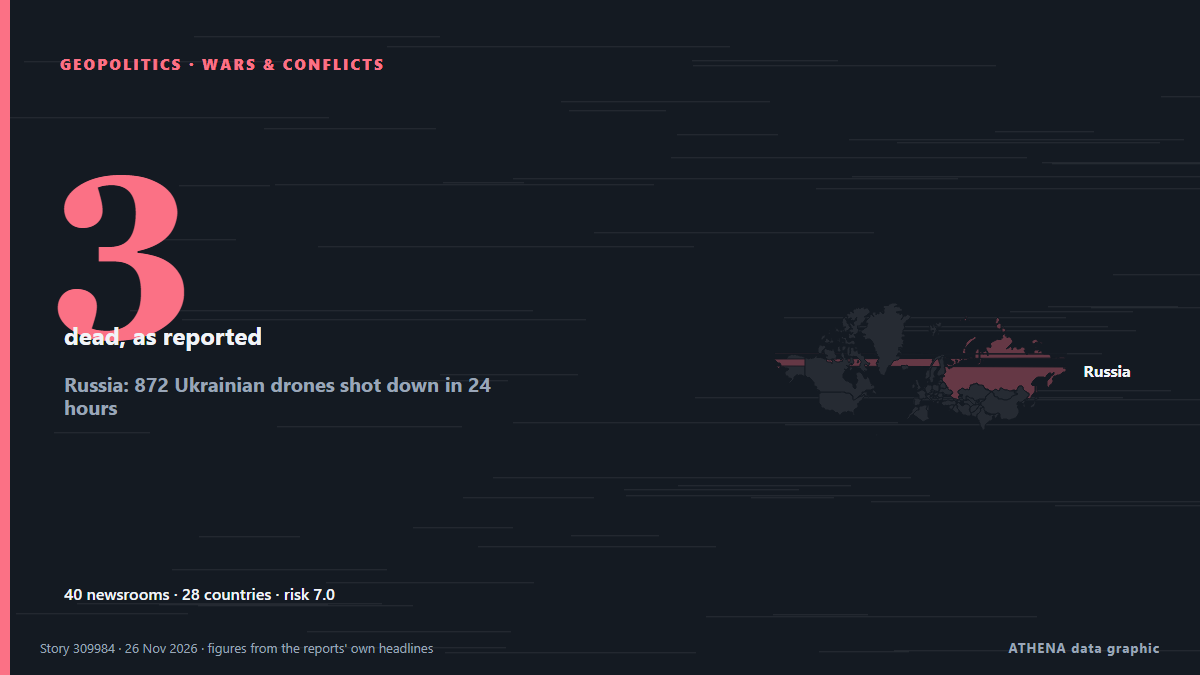 GEOPOLITICS · WARS & CONFLICTS
3
dead, as reported
Russia: 872 Ukrainian drones shot down in 24
hours
Russia
40 newsrooms · 28 countries · risk 7.0
Story 309984 · 26 Nov 2026 · figures from the reports' own headlines
ATHENA data graphic